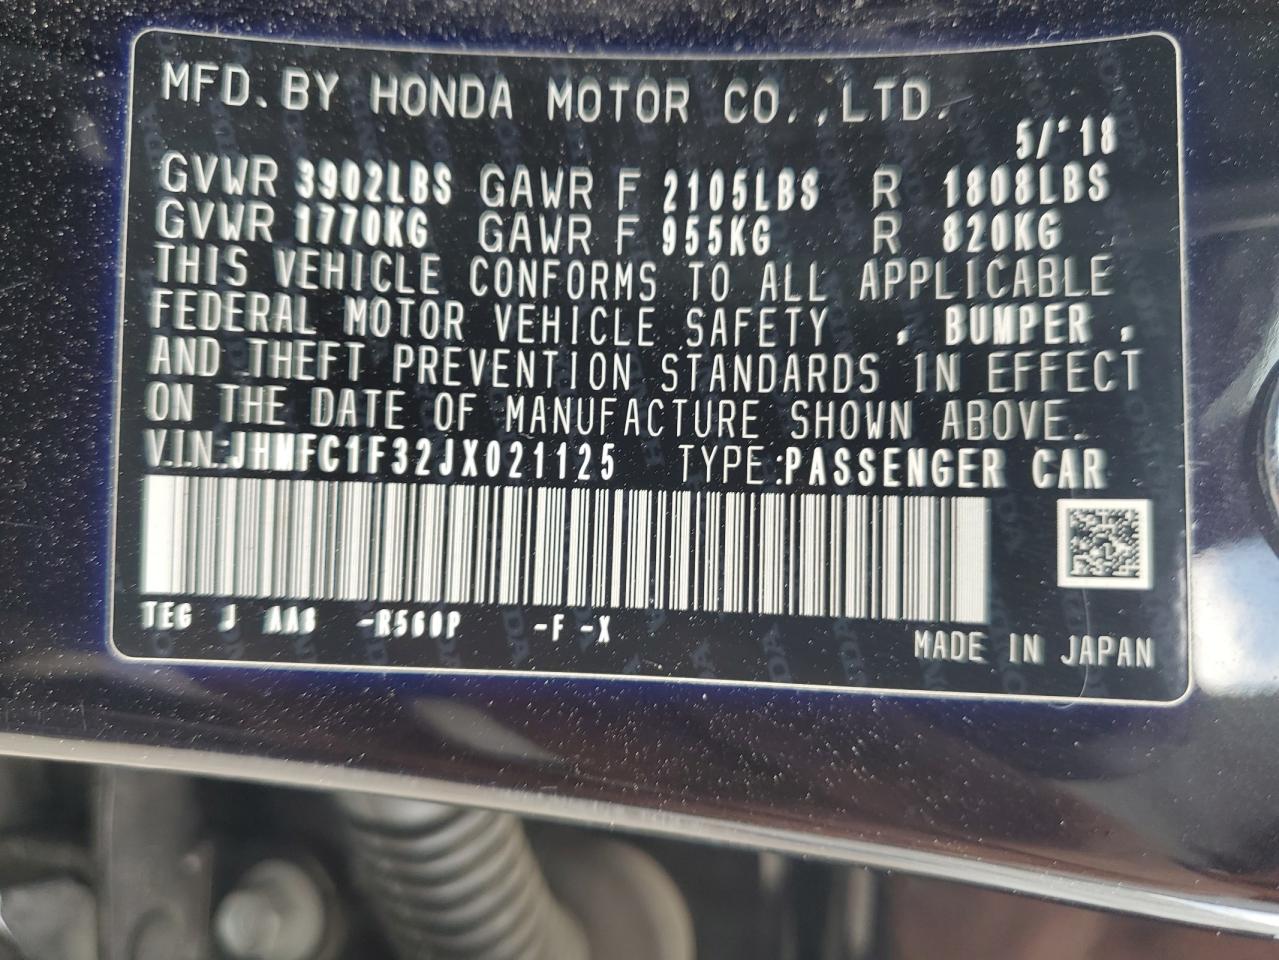 MFD. BY HONDA MOTOR CO., LTD.
5/'18
GVWR 3902LBS GAWR F 2105LBS R 1808LBS
GVWR 1770KG GAWR F 955KG R 820KG
THIS VEHICLE CONFORMS TO ALL APPLICABLE
FEDERAL MOTOR VEHICLE SAFETY , BUMPER ,
AND THEFT PREVENTION STANDARDS IN EFFECT
ON THE DATE OF MANUFACTURE SHOWN ABOVE.
V.I.N.:JHMFC1F32JX021125 TYPE:PASSENGER CAR
TEG J AA8 -R560P -F -X
MADE IN JAPAN